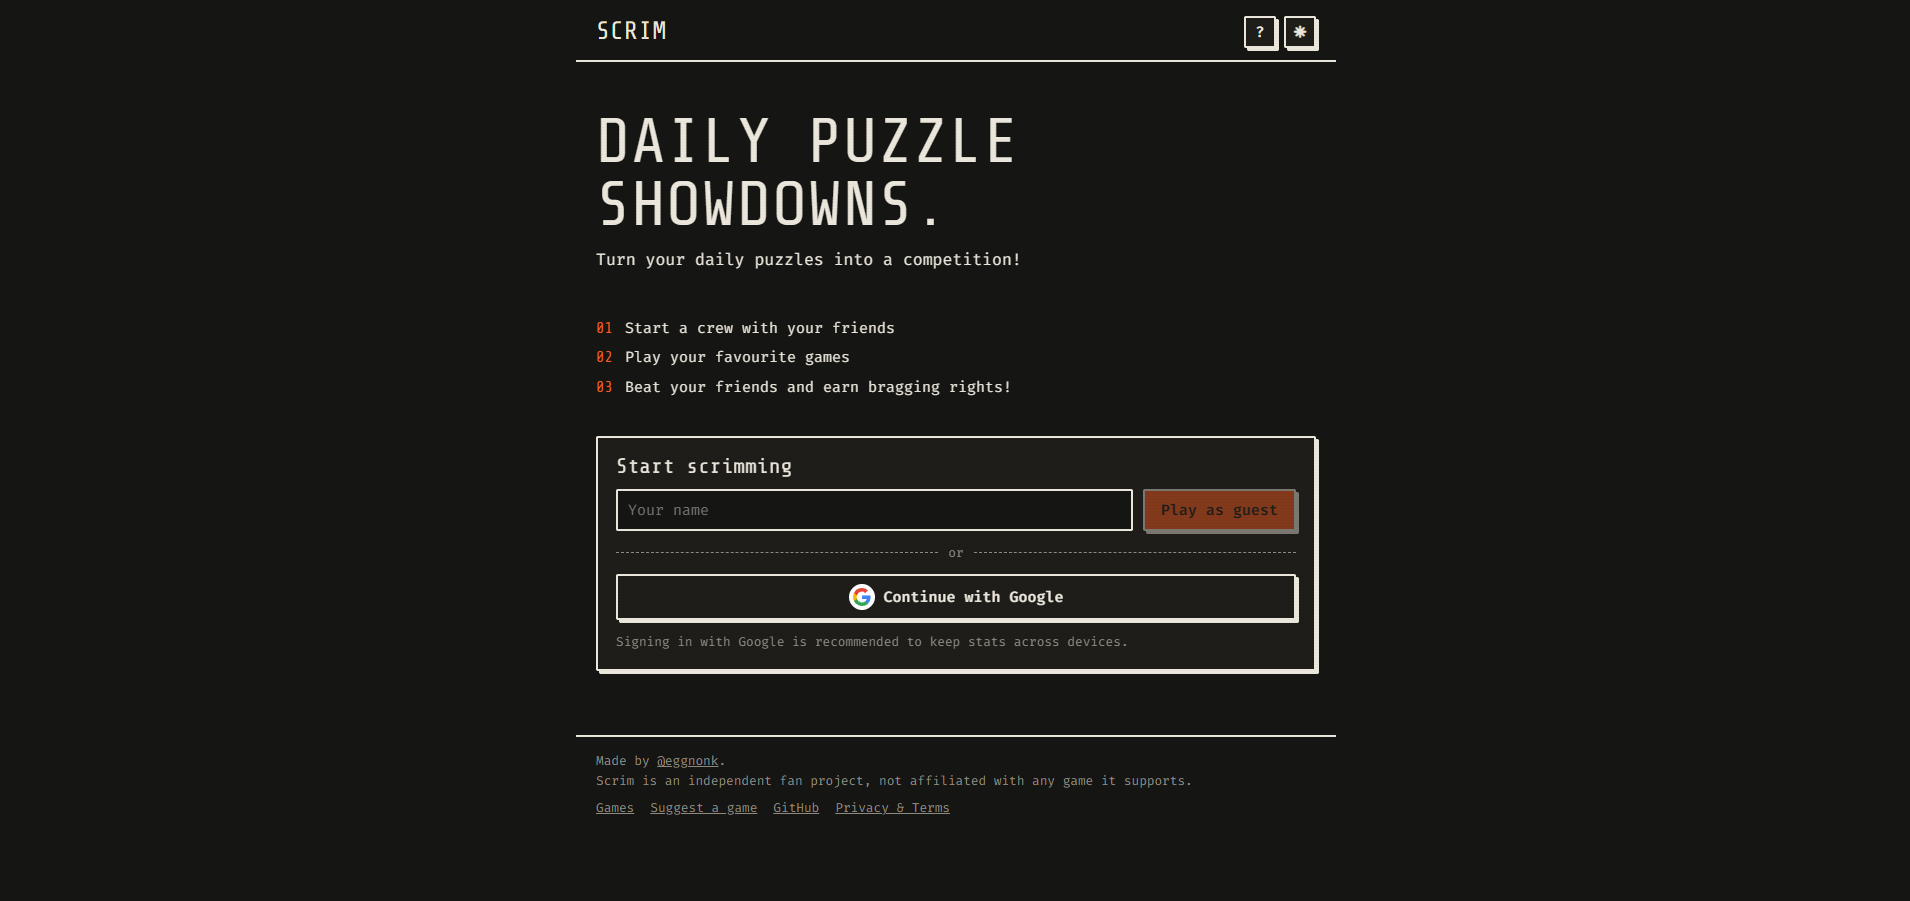 SCRIM
?
DAILY PUZZLE
SHOWDOWNS.
Turn your daily puzzles into a competition!
01 Start a crew with your friends
02 Play your favourite games
03 Beat your friends and earn bragging rights!
Start scrimming
Your name
Play as guest
or
Continue with Google
Signing in with Google is recommended to keep stats across devices.
Made by @eggnonk.
Scrim is an independent fan project, not affiliated with any game it supports.
Games Suggest a game GitHub Privacy & Terms